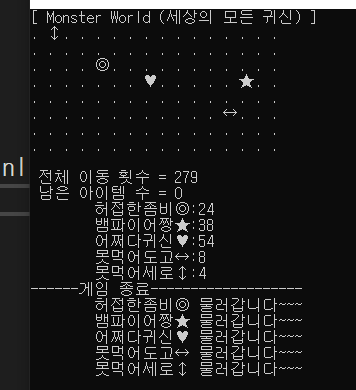 [ Monster World (세상의 모든 귀신) ]
. ↕ . . . . . . . . . . . . .
. . . . . . . . . . . . . . .
. . . . ◎ . . . . . . . . . .
. . . . . . . ♥ . . . . . ★ . .
. . . . . . . . . . . . . . .
. . . . . . . . . . . . ↔ . . .
. . . . . . . . . . . . . . .
. . . . . . . . . . . . . . .
nl
전체 이동 횟수 = 279
남은 아이템 수 = 0
허접한좀비◎:24
뱀파이어짱★:38
어쩌다귀신♥:54
못먹어도고↔:8
못먹어세로↕:4
------게임 종료-------------------
허접한좀비◎ 물러갑니다~~~
뱀파이어짱★ 물러갑니다~~~
어쩌다귀신♥ 물러갑니다~~~
못먹어도고↔ 물러갑니다~~~
못먹어세로↕ 물러갑니다~~~